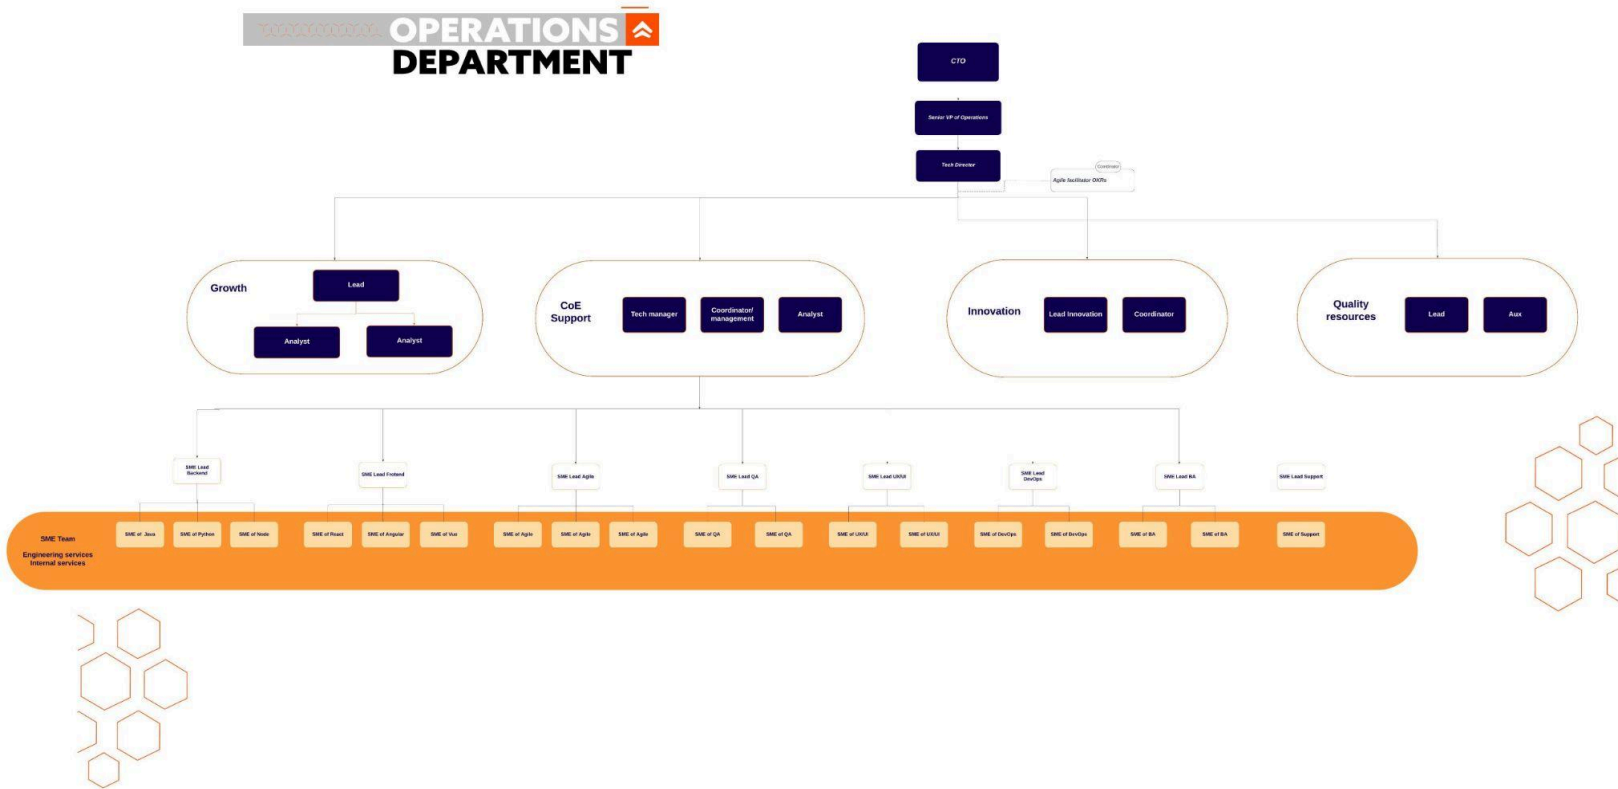 OPERATIONS
DEPARTMENT
CTO
Senior VP of Operations
Tech Director
Agile facilitator OKRs
Growth
Lead
Analyst
Analyst
CoE
Support
Tech manager
Coordinator/
management
Analyst
Innovation
Lead Innovation
Coordinator
Quality
resources
Lead
Aux
SME Lead
Backend
SME Lead Frotend
SME Lead Agile
SME Lead QA
SME Lead UX/UI
SME Lead
DevOps
SME Lead BA
SME Lead Support
SME Team
Engineering services
Internal services
SME of Java
SME of Python
SME of Node
SME of React
SME of Angular
SME of Vue
SME of Agile
SME of Agile
SME of Agile
SME of QA
SME of QA
SME of UX/UI
SME of UX/UI
SME of DevOps
SME of DevOps
SME of BA
SME of BA
SME of Support